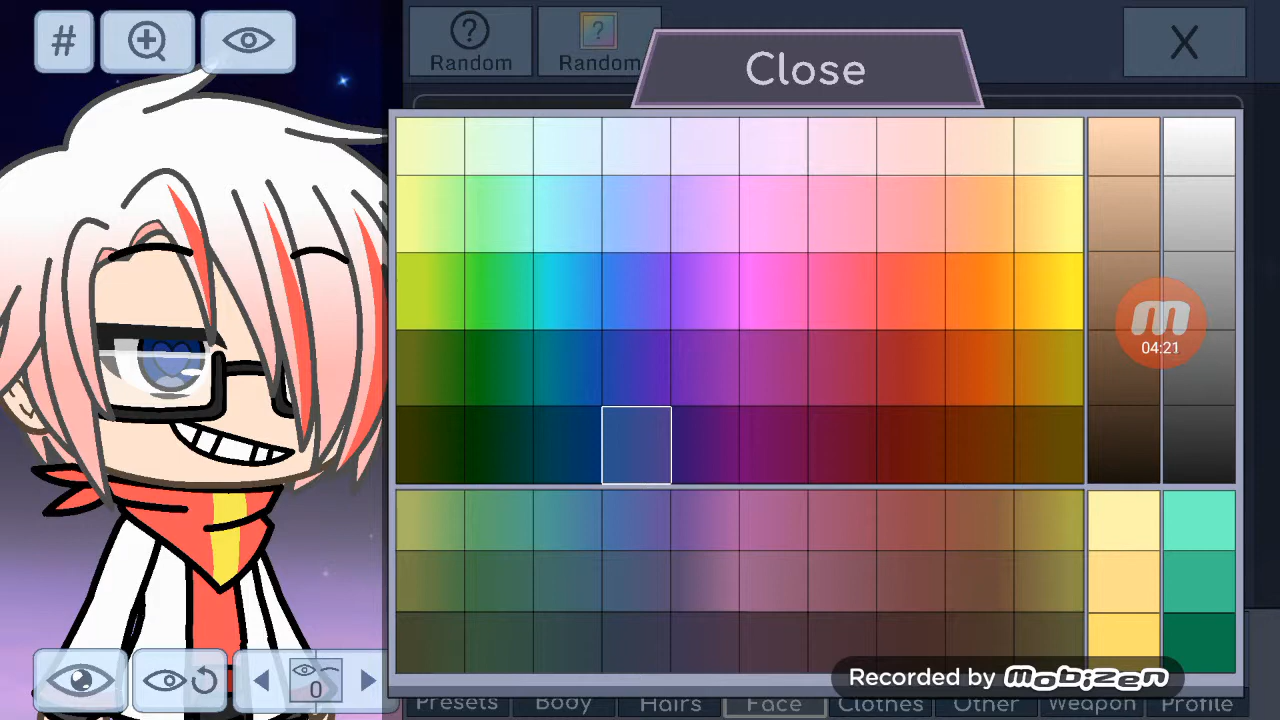 #
Random
Random
X
Close
04:21
0
Recorded by mobizen
Presets
Body
Hairs
Face
Clothes
Other
Weapon
Profile